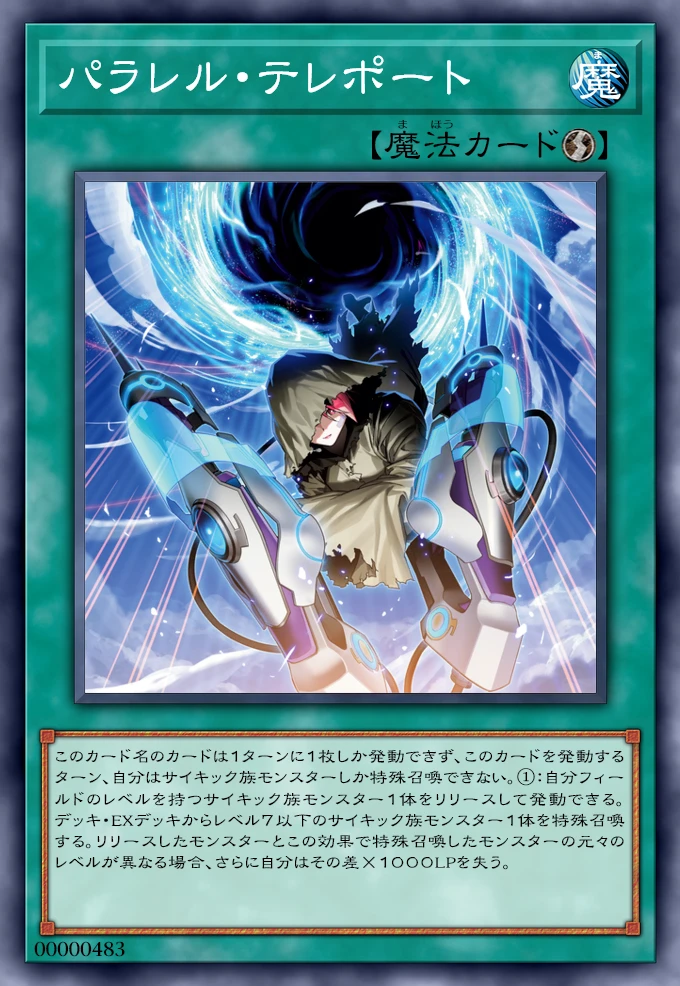 パラレル・テレポート
魔
ま
ま ほう
【魔法カード】
このカード名のカードは1ターンに1枚しか発動できず、このカードを発動する
ターン、自分はサイキック族モンスターしか特殊召喚できない。①:自分フィー
ルドのレベルを持つサイキック族モンスター1体をリリースして発動できる。
デッキ・EXデッキからレベル7以下のサイキック族モンスター1体を特殊召喚
する。リリースしたモンスターとこの効果で特殊召喚したモンスターの元々の
レベルが異なる場合、さらに自分はその差×1000LPを失う。
00000483